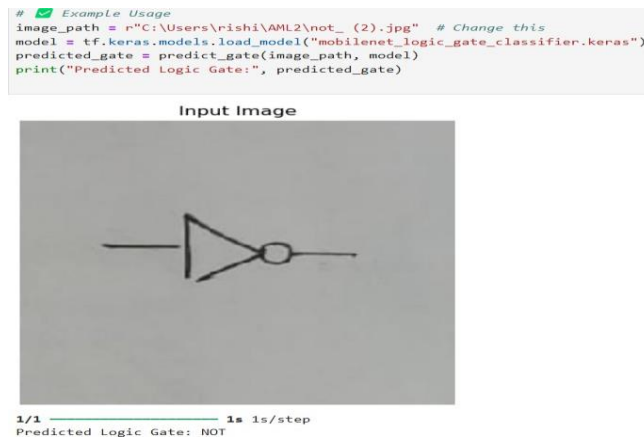 # ✅ Example Usage
image_path = r"C:\Users\rishi\AML2\not_ (2).jpg"  # Change this
model = tf.keras.models.load_model("mobilenet_logic_gate_classifier.keras")
predicted_gate = predict_gate(image_path, model)
print("Predicted Logic Gate:", predicted_gate)
Input Image
1/1 ━━━━━━━━━━━━━━━━━━━━ 1s 1s/step
Predicted Logic Gate: NOT